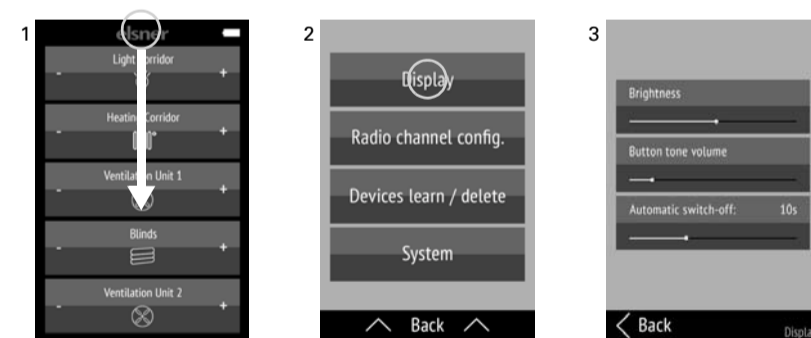 1
elsner
Light Corridor
- +
Heating Corridor
- +
Ventilation Unit 1
- +
Blinds
- +
Ventilation Unit 2
- +
2
Display
Radio channel config.
Devices learn / delete
System
Back
3
Brightness
Button tone volume
Automatic switch-off: 10s
Back